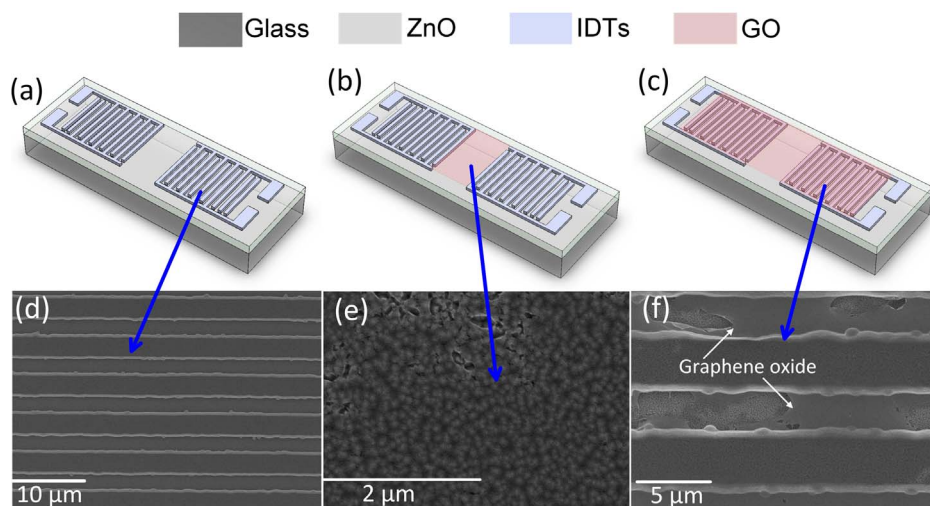 Glass ZnO IDTs GO
(a) (b) (c)
(d) (e) (f)
Graphene oxide
10 μm 2 μm 5 μm